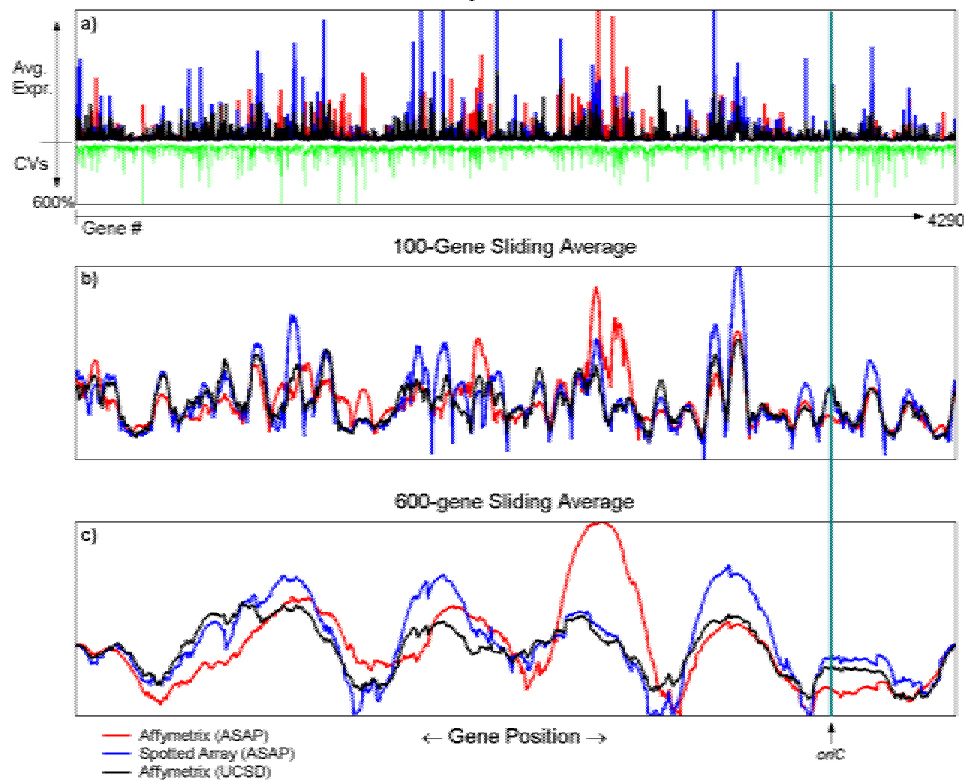 a)
Avg.
Expr.
CVs
600%
Gene #
4290
100-Gene Sliding Average
b)
600-gene Sliding Average
c)
← Gene Position →
oriC
Affymetrix (ASAP)
Spotted Array (ASAP)
Affymetrix (UCSD)